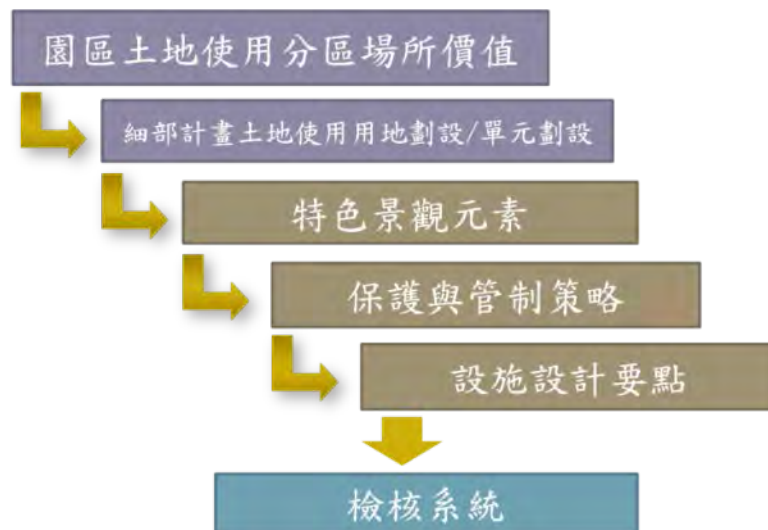 園區土地使用分區場所價值
細部計畫土地使用用地劃設/單元劃設
特色景觀元素
保護與管制策略
設施設計要點
檢核系統